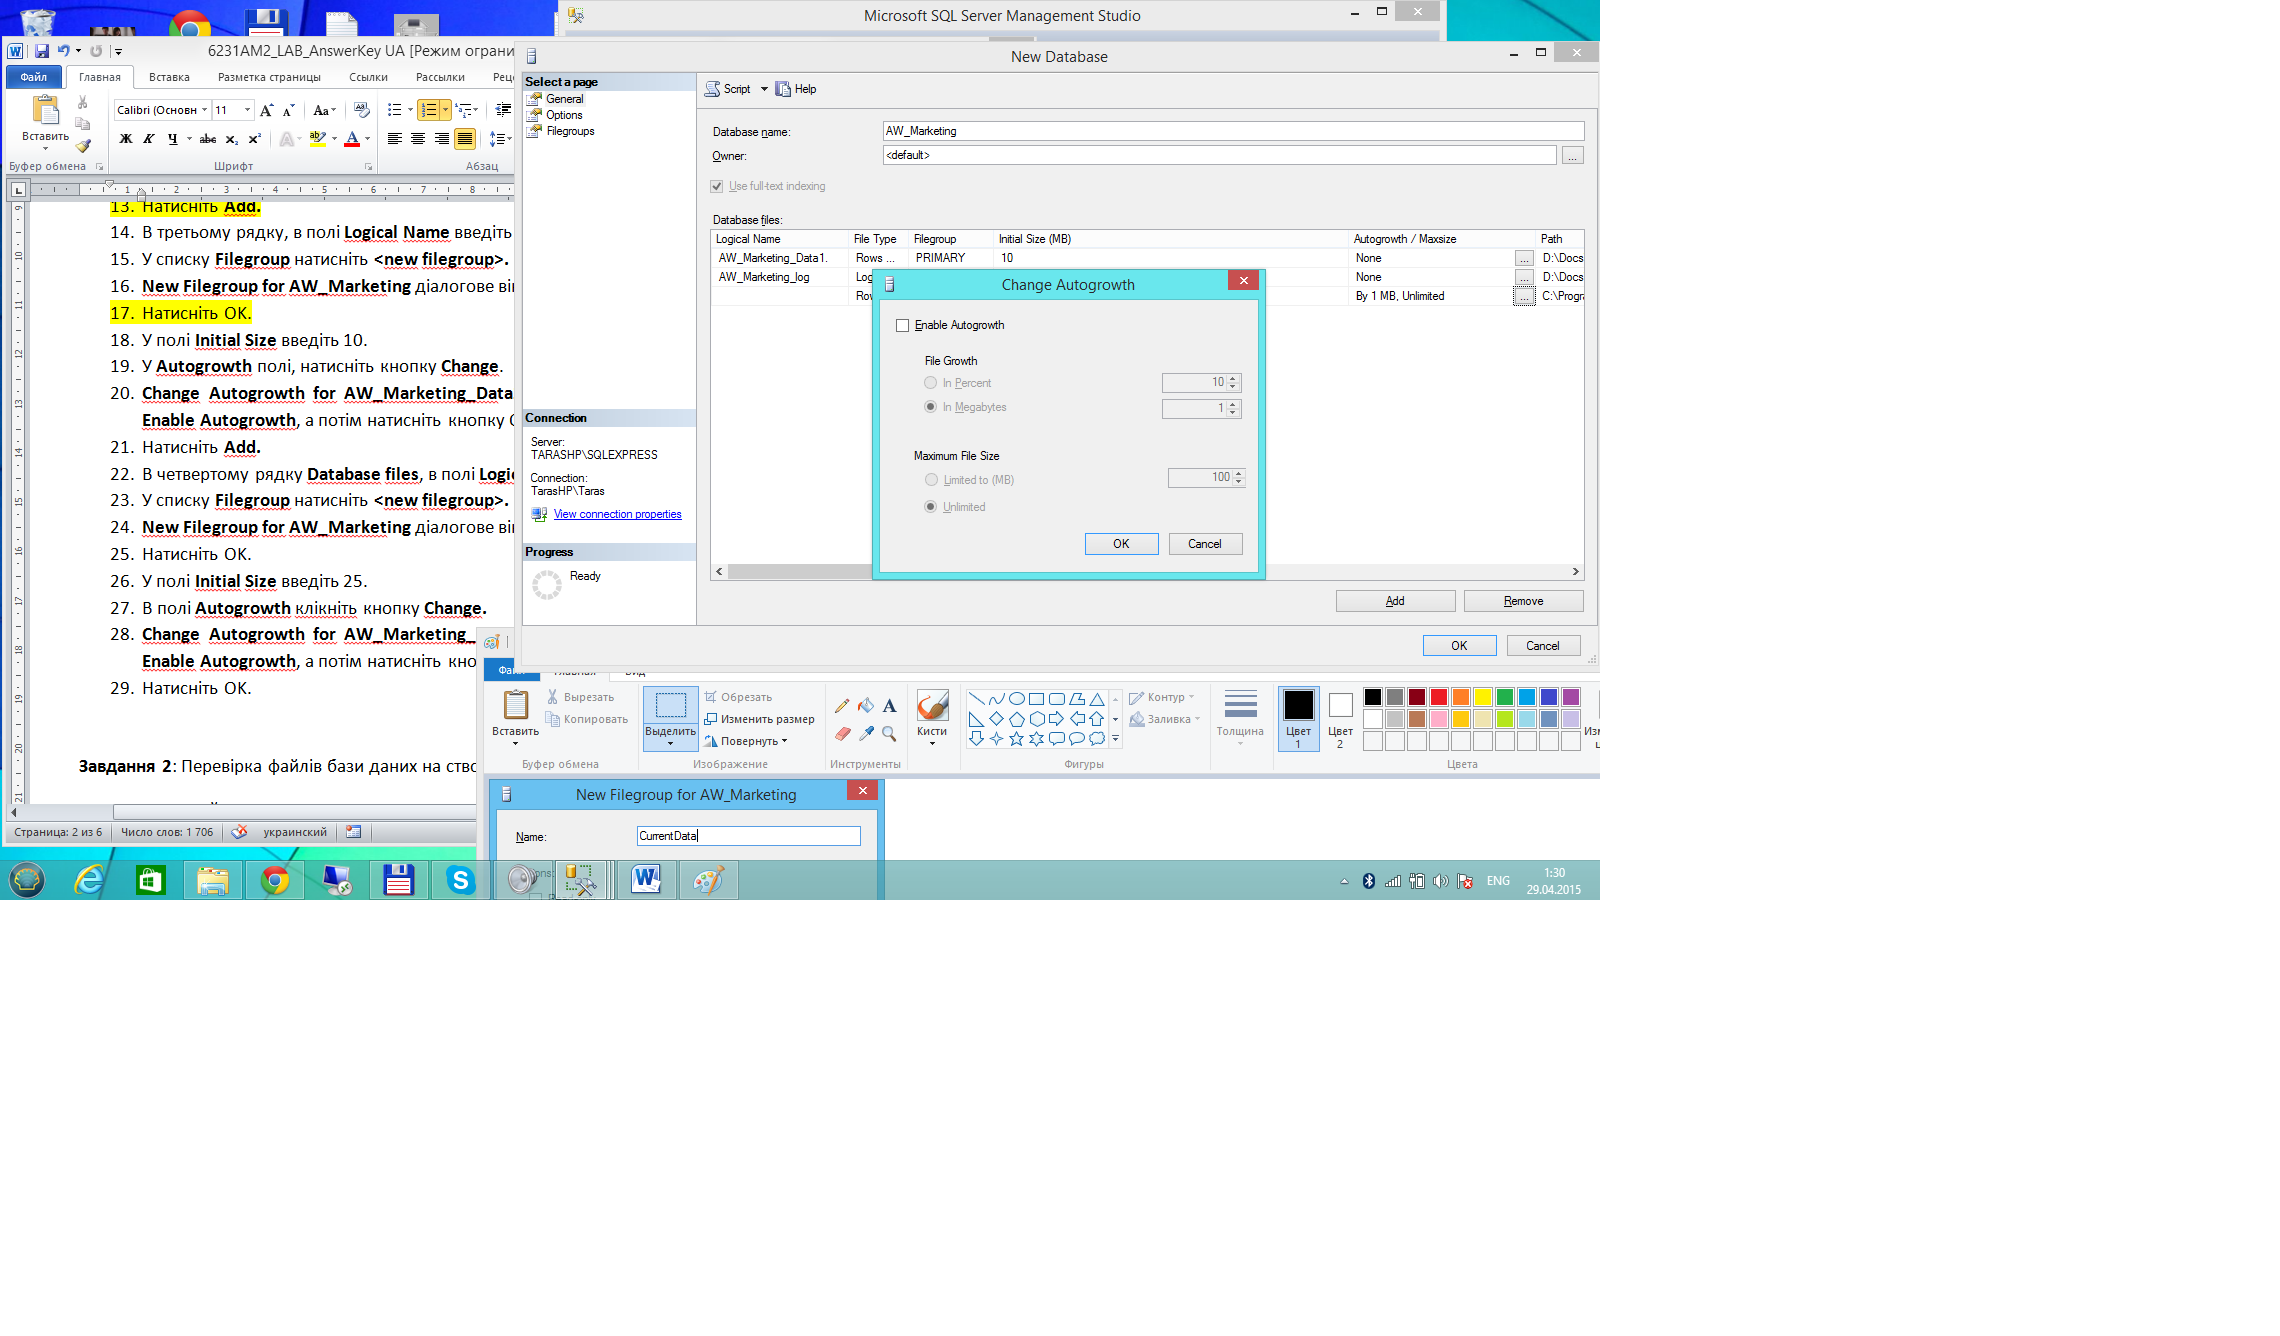 Microsoft SQL Server Management Studio
6231AM2_LAB_AnswerKey UA [Режим ограни
Файл
Главная
Вставка
Разметка страницы
Ссылки
Рассылки
Рец
Calibri (Основн
11
Вставить
Буфер обмена
Шрифт
Абзац
13. Натисніть Add.
14. В третьому рядку, в полі Logical Name введіть
15. У списку Filegroup натисніть <new filegroup>.
16. New Filegroup for AW_Marketing діалогове ві
17. Натисніть OK.
18. У полі Initial Size введіть 10.
19. У Autogrowth полі, натисніть кнопку Change.
20. Change Autogrowth for AW_Marketing_Data
Enable Autogrowth, а потім натисніть кнопку
21. Натисніть Add.
22. В четвертому рядку Database files, в полі Logi
23. У списку Filegroup натисніть <new filegroup>.
24. New Filegroup for AW_Marketing діалогове ві
25. Натисніть OK.
26. У полі Initial Size введіть 25.
27. В полі Autogrowth клікніть кнопку Change.
28. Change Autogrowth for AW_Marketing_
Enable Autogrowth, а потім натисніть кно
29. Натисніть OK.
Завдання 2: Перевірка файлів бази даних на ство
Страница: 2 из 6
Число слов: 1 706
украинский
New Database
Select a page
General
Options
Filegroups
Connection
Server:
TARASHP\SQLEXPRESS
Connection:
TarasHP\Taras
View connection properties
Progress
Ready
Script
Help
Database name:
AW_Marketing
Owner:
<default>
...
Use full-text indexing
Database files:
Logical Name File Type Filegroup Initial Size (MB) Autogrowth / Maxsize Path
AW_Marketing_Data1. Rows ... PRIMARY 10 None ... D:\Docs
AW_Marketing_log Log None ... D:\Docs
Row By 1 MB, Unlimited ... C:\Progra
Change Autogrowth
Enable Autogrowth
File Growth
In Percent 10
In Megabytes 1
Maximum File Size
Limited to (MB) 100
Unlimited
OK Cancel
Add Remove
OK Cancel
Файл
Главная
Вид
Вставить
Вырезать
Копировать
Буфер обмена
Выделить
Обрезать
Изменить размер
Повернуть
Изображение
Инструменты
Кисти
Фигуры
Контур
Заливка
Толщина
Цвет 1
Цвет 2
Цвета
New Filegroup for AW_Marketing
Name:
CurrentData
ENG
1:30
29.04.2015